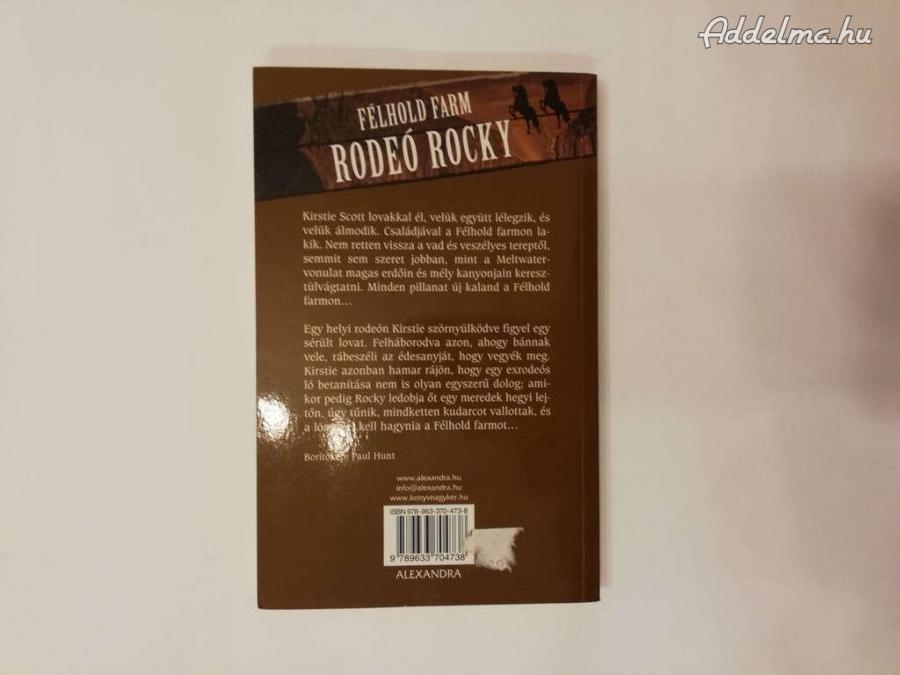 Addelma.hu
FÉLHOLD FARM
RODEÓ ROCKY
Kirstie Scott lovakkal él, velük együtt lélegzik, és
velük álmodik. Családjával a Félhold farmon la-
kik. Nem retten vissza a vad és veszélyes tereptől,
semmit sem szeret jobban, mint a Meltwater-
vonulat magas erdőin és mély kanyonjain keresz-
tülvágtatni. Minden pillanat új kaland a Félhold
farmon…
Egy helyi rodeón Kirstie szörnyülködve figyel egy
sérült lovat. Felháborodva azon, ahogy bánnak
vele, rábeszéli az édesanyját, hogy vegyék meg.
Kirstie azonban hamar rájön, hogy egy exrodeós
ló betanítása nem is olyan egyszerű dolog; ami-
kor pedig Rocky ledobja őt egy meredek hegyi lej-
tőn, úgy tűnik, mindketten kudarcot vallottak, és
a kell hagynia a Félhold farmot…
Paul Hunt
www.alexandra.hu
info@alexandra.hu
www.konyvnagyker.hu
ISBN 978-963-370-473-8
9 789633 704738
ALEXANDRA